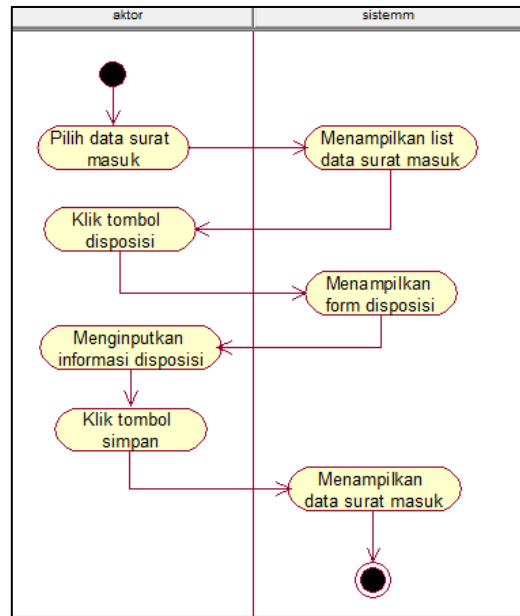 aktor
sistemm
Pilih data surat
masuk
Menampilkan list
data surat masuk
Klik tombol
disposisi
Menampilkan
form disposisi
Menginputkan
informasi disposisi
Klik tombol
simpan
Menampilkan
data surat masuk